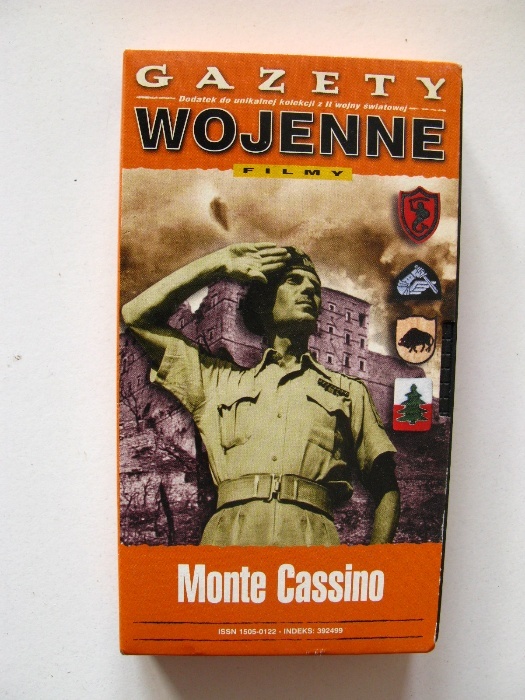 GAZETY
Dodatek do unikalnej kolekcji z II wojny światowej
WOJENNE
FILMY
Monte Cassino
ISSN 1505-0122 - INDEKS: 392499